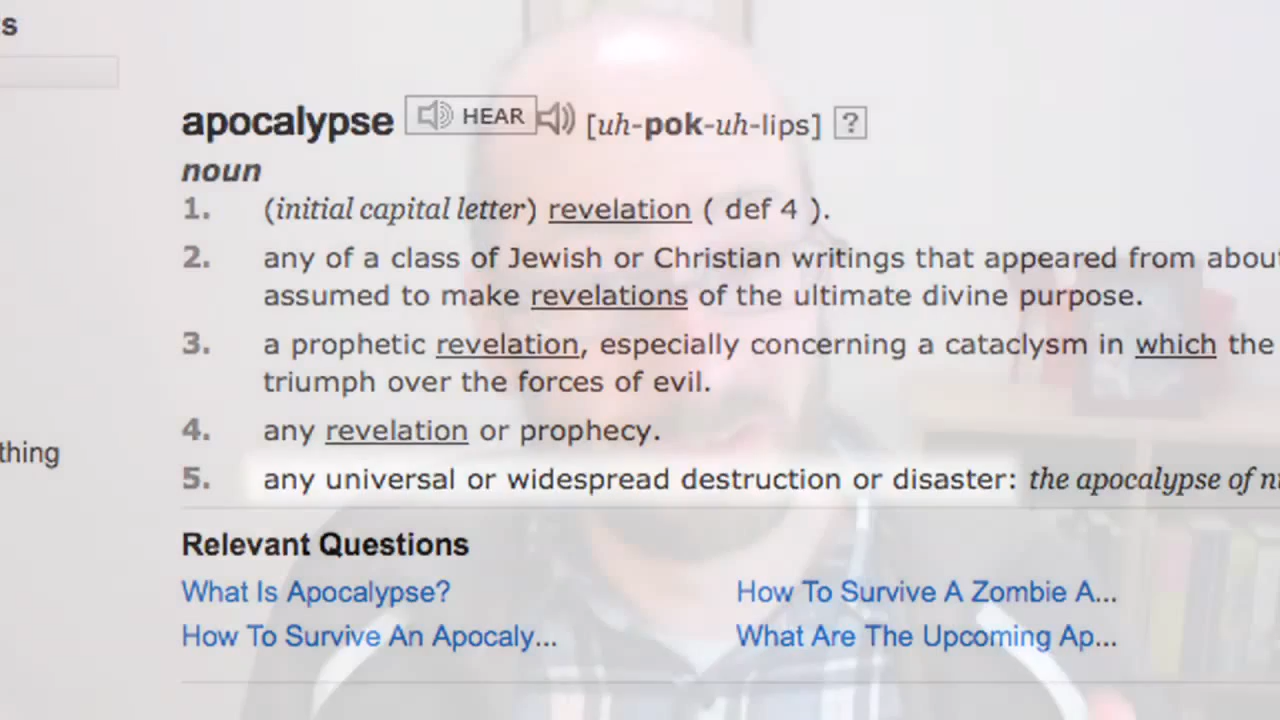 s
apocalypse HEAR [uh-pok-uh-lips] ?
noun
1. (initial capital letter) revelation ( def 4 ).
2. any of a class of Jewish or Christian writings that appeared from about
assumed to make revelations of the ultimate divine purpose.
3. a prophetic revelation, especially concerning a cataclysm in which the
triumph over the forces of evil.
4. any revelation or prophecy.
thing
5. any universal or widespread destruction or disaster: the apocalypse of
Relevant Questions
What Is Apocalypse? How To Survive A Zombie A...
How To Survive An Apocaly... What Are The Upcoming Ap...